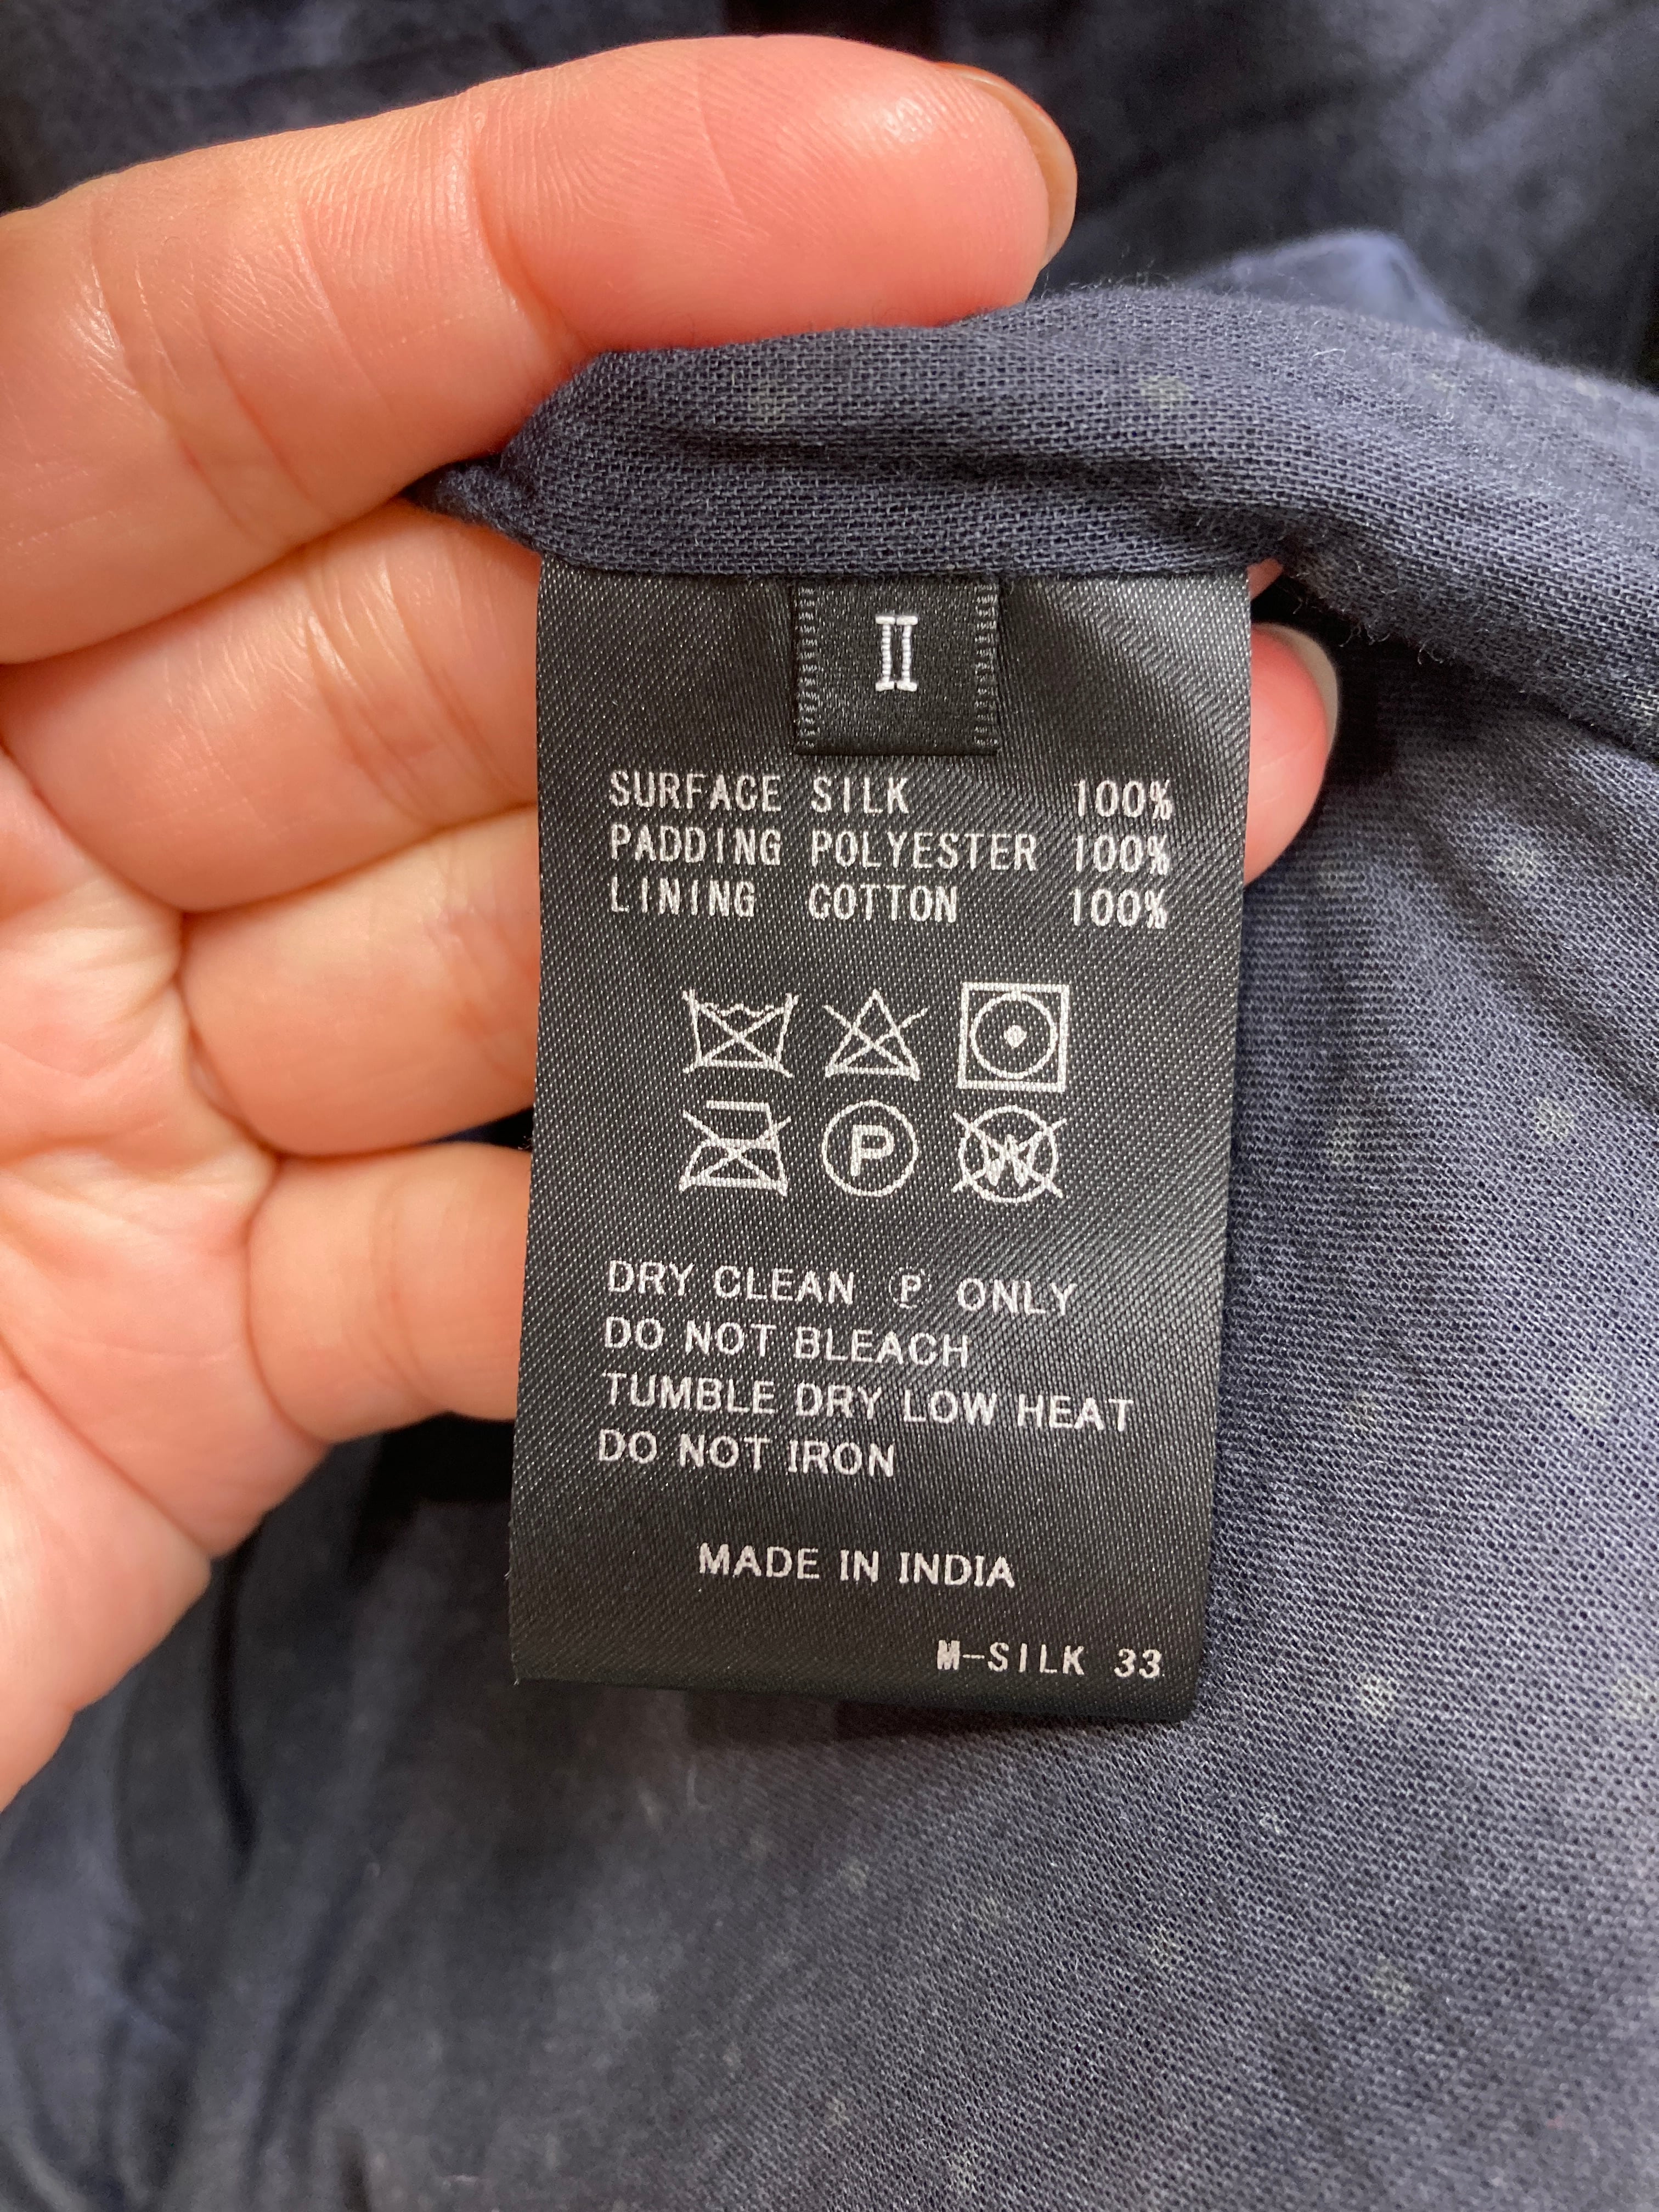 II
SURFACE SILK 100%
PADDING POLYESTER 100%
LINING COTTON 100%
P W
DRY CLEAN Ⓟ ONLY
DO NOT BLEACH
TUMBLE DRY LOW HEAT
DO NOT IRON
MADE IN INDIA
M-SILK 33